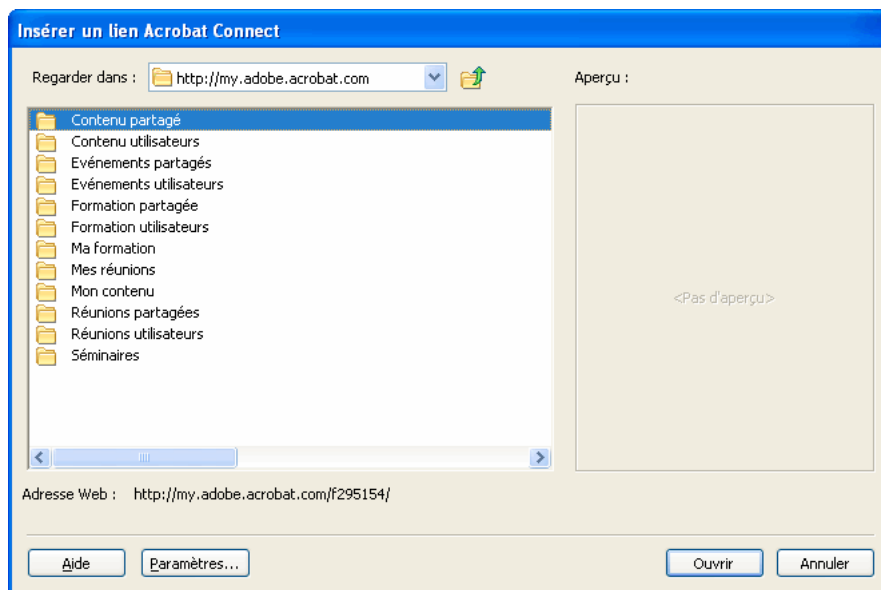 Insérer un lien Acrobat Connect
Regarder dans : http://my.adobe.acrobat.com
Aperçu :
Contenu partagé
Contenu utilisateurs
Evénements partagés
Evénements utilisateurs
Formation partagée
Formation utilisateurs
Ma formation
Mes réunions
Mon contenu
Réunions partagées
Réunions utilisateurs
Séminaires
<Pas d'aperçu>
Adresse Web : http://my.adobe.acrobat.com/f295154/
Aide
Paramètres...
Ouvrir
Annuler